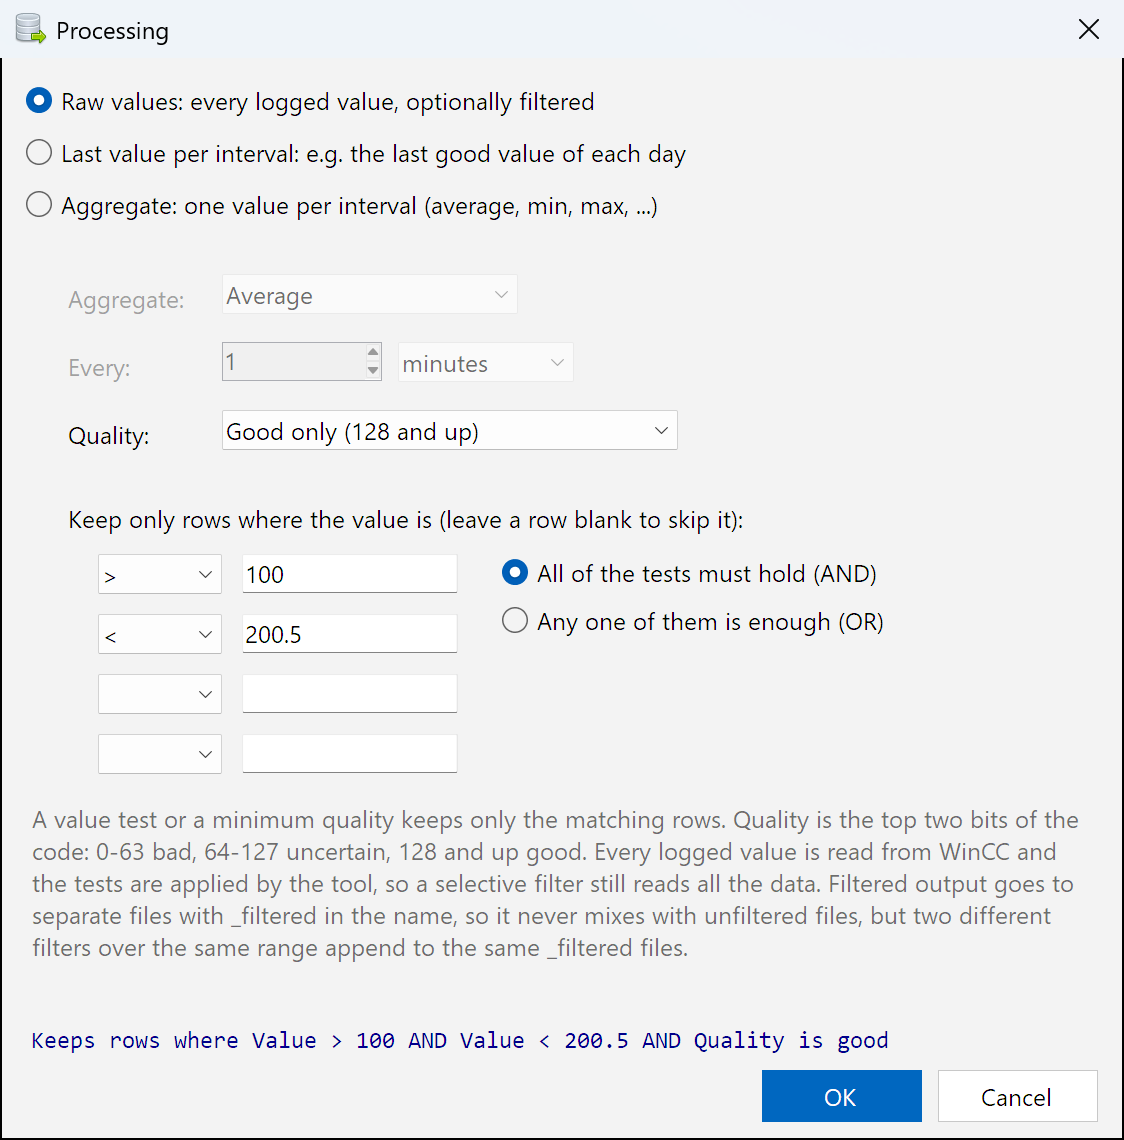 Processing
Raw values: every logged value, optionally filtered
Last value per interval: e.g. the last good value of each day
Aggregate: one value per interval (average, min, max, ...)
Aggregate: Average
Every: 1 minutes
Quality: Good only (128 and up)
Keep only rows where the value is (leave a row blank to skip it):
> 100 All of the tests must hold (AND)
< 200.5 Any one of them is enough (OR)
A value test or a minimum quality keeps only the matching rows. Quality is the top two bits of the
code: 0-63 bad, 64-127 uncertain, 128 and up good. Every logged value is read from WinCC and
the tests are applied by the tool, so a selective filter still reads all the data. Filtered output goes to
separate files with _filtered in the name, so it never mixes with unfiltered files, but two different
filters over the same range append to the same _filtered files.
Keeps rows where Value > 100 AND Value < 200.5 AND Quality is good
OK Cancel